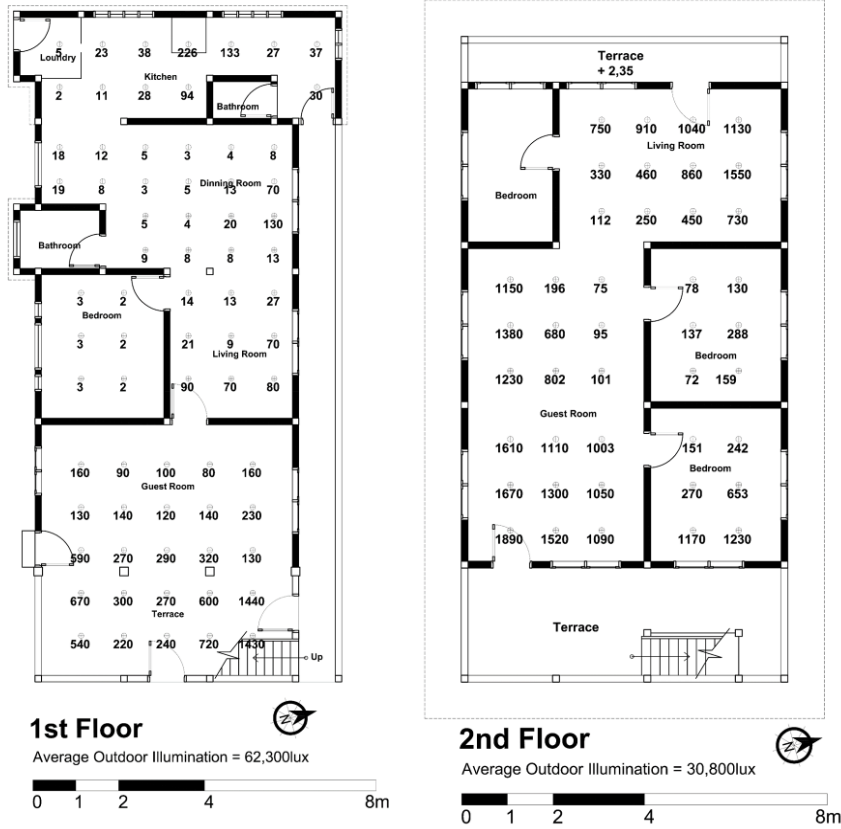 5 23 38 226 133 27 37
Loundry
Kitchen
2 11 28 94 30
Bathroom
18 12 5 3 4 8
Dinning Room
19 8 3 5 13 70
5 4 20 130
Bathroom
9 8 8 13
3 2 14 13 27
Bedroom
3 2 21 9 70
Living Room
3 2 90 70 80
160 90 100 80 160
Guest Room
130 140 120 140 230
590 270 290 320 130
670 300 270 600 1440
Terrace
540 220 240 720 1430
Up
1st Floor
N
Average Outdoor Illumination = 62,300lux
0 1 2 4 8m
Terrace
+ 2,35
750 910 1040 1130
Living Room
330 460 860 1550
Bedroom
112 250 450 730
1150 196 75 78 130
1380 680 95 137 288
Bedroom
1230 802 101 72 159
Guest Room
1610 1110 1003 151 242
Bedroom
1670 1300 1050 270 653
1890 1520 1090 1170 1230
Terrace
2nd Floor
N
Average Outdoor Illumination = 30,800lux
0 1 2 4 8m